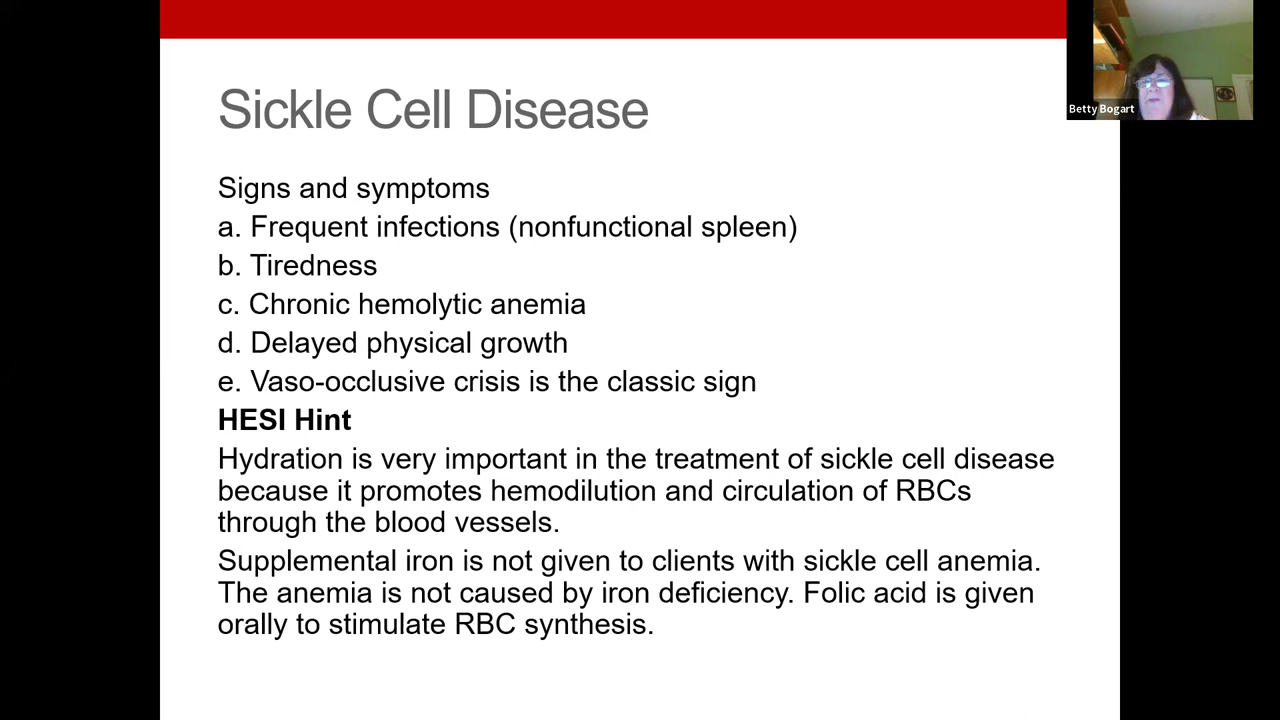 Betty Bogart
Sickle Cell Disease
Signs and symptoms
a. Frequent infections (nonfunctional spleen)
b. Tiredness
c. Chronic hemolytic anemia
d. Delayed physical growth
e. Vaso-occlusive crisis is the classic sign
HESI Hint
Hydration is very important in the treatment of sickle cell disease
because it promotes hemodilution and circulation of RBCs
through the blood vessels.
Supplemental iron is not given to clients with sickle cell anemia.
The anemia is not caused by iron deficiency. Folic acid is given
orally to stimulate RBC synthesis.